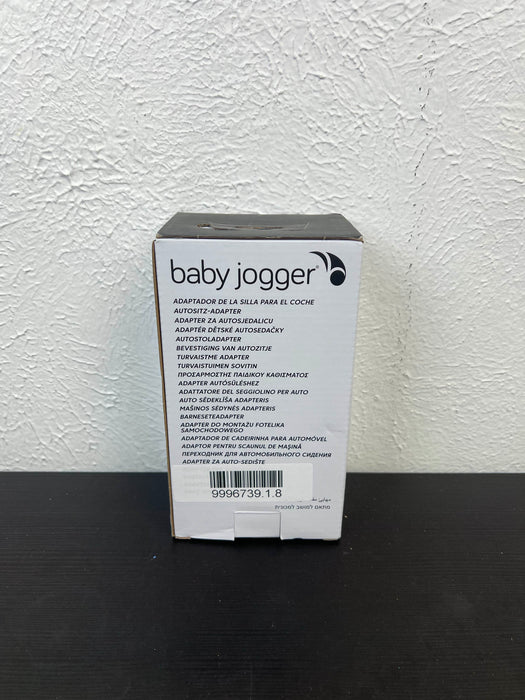 baby jogger®
ADAPTADOR DE LA SILLA PARA EL COCHE
AUTOSITZ-ADAPTER
ADAPTER ZA AUTOSJEDALICU
ADAPTÉR DĚTSKÉ AUTOSEDAČKY
AUTOSTOLADAPTER
BEVESTIGING VAN AUTOZITJE
TURVAISTME ADAPTER
TURVAISTUIMEN SOVITIN
ΠΡΟΣΑΡΜΟΣΤΗΣ ΠΑΙΔΙΚΟΥ ΚΑΘΙΣΜΑΤΟΣ
ADAPTER AUTÓSÜLÉSHEZ
ADATTATORE DEL SEGGIOLINO PER AUTO
AUTO SĒDEKLĪŠA ADAPTERIS
MAŠINOS SĖDYNĖS ADAPTERIS
BARNESETEADAPTER
ADAPTER DO MONTAŻU FOTELIKA
SAMOCHODOWEGO
ADAPTADOR DE CADEIRINHA PARA AUTOMÓVEL
ADAPTOR PENTRU SCAUNUL DE MAȘINĂ
ПЕРЕХОДНИК ДЛЯ АВТОМОБИЛЬНОГО СИДЕНИЯ
ADAPTER ZA AUTO-SEDIŠTE
9996739.1.8
מתאם למושב למכונית